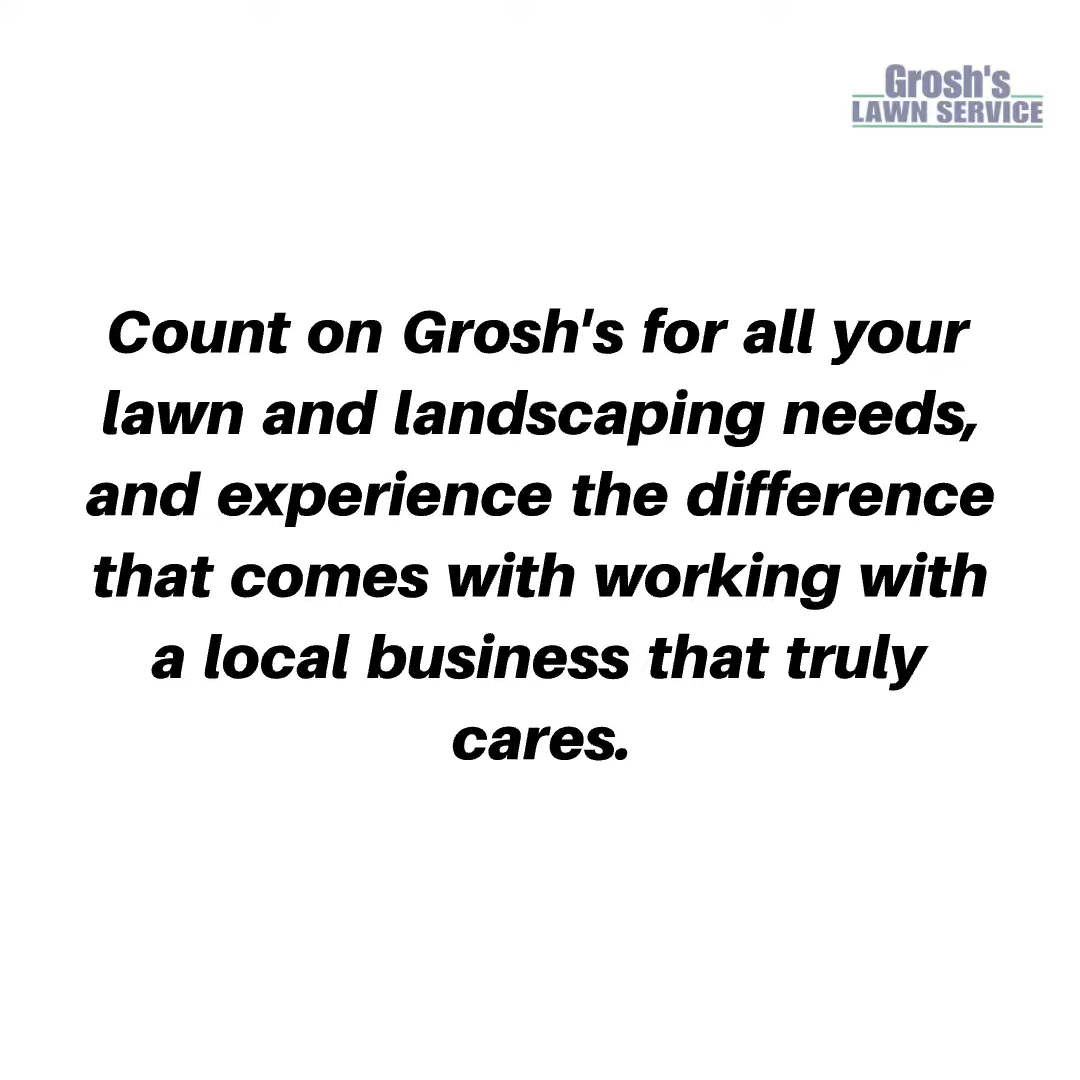 Grosh's
LAWN SERVICE
Count on Grosh's for all your
lawn and landscaping needs,
and experience the difference
that comes with working with
a local business that truly
cares.